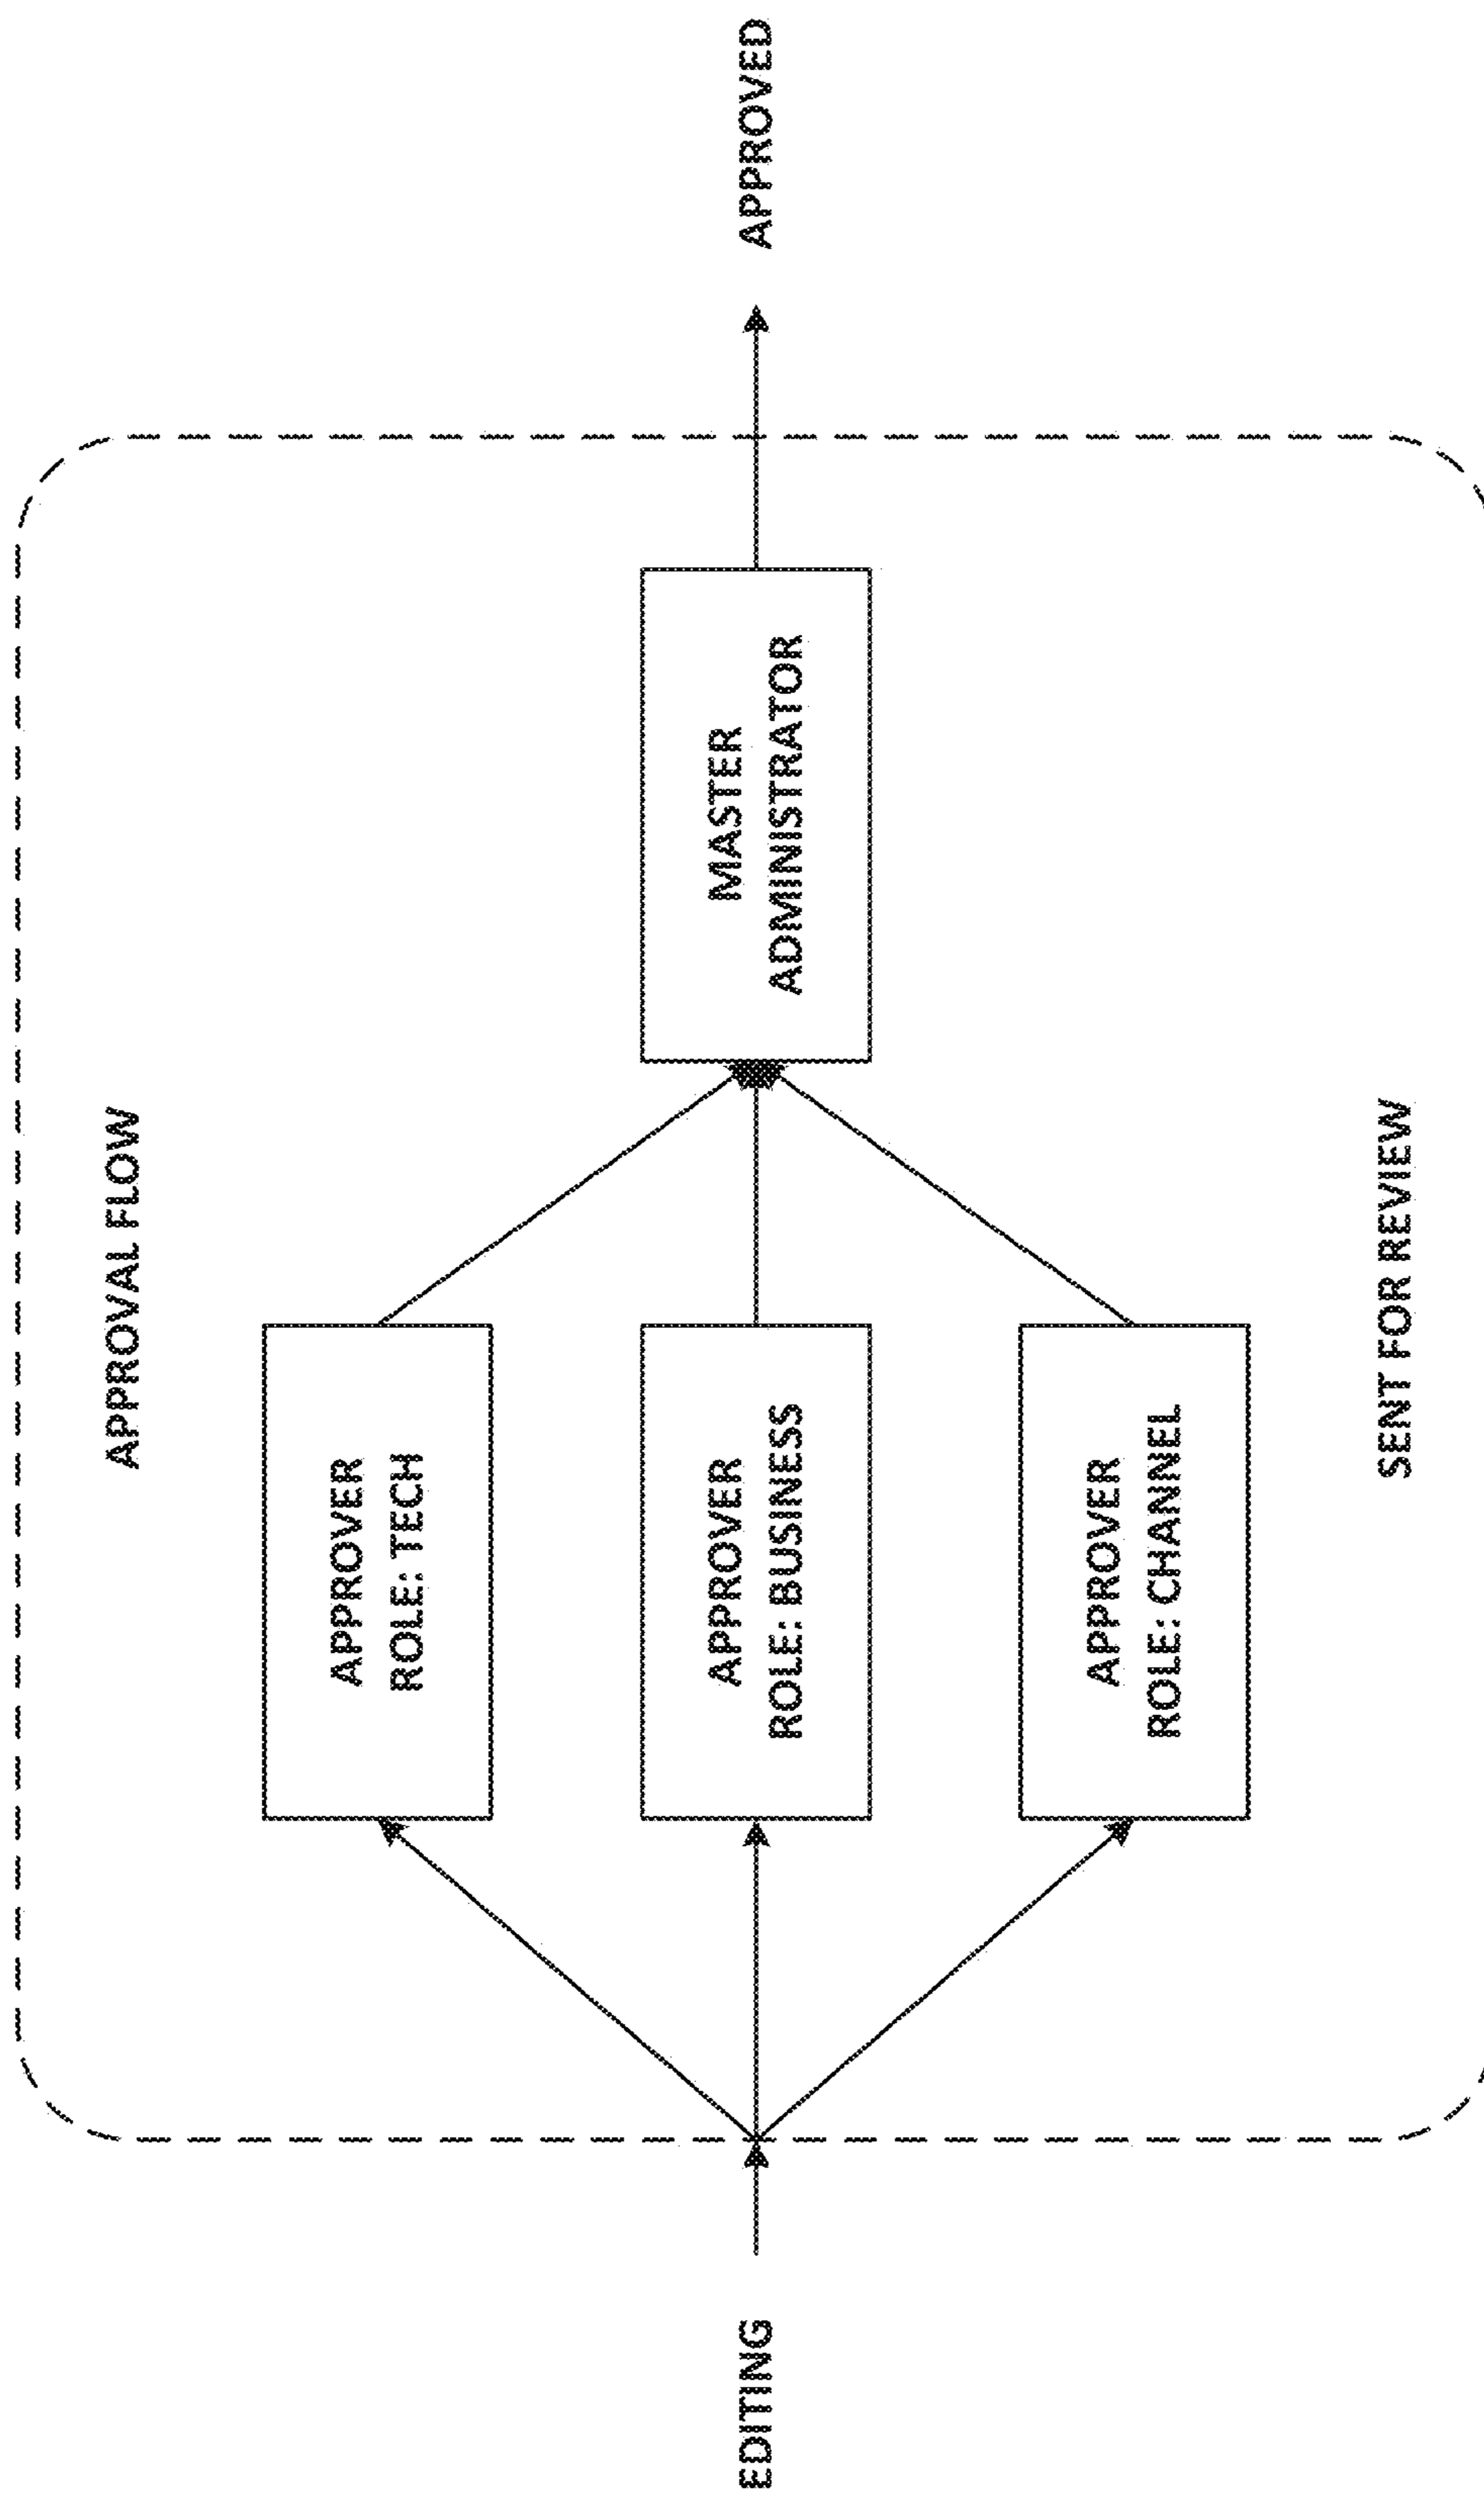 APPROVAL FLOW
EDITING
APPROVER
ROLE: TECH
APPROVER
ROLE: BUSINESS
APPROVER
ROLE: CHANNEL
MASTER
ADMINISTRATOR
APPROVED
SENT FOR REVIEW